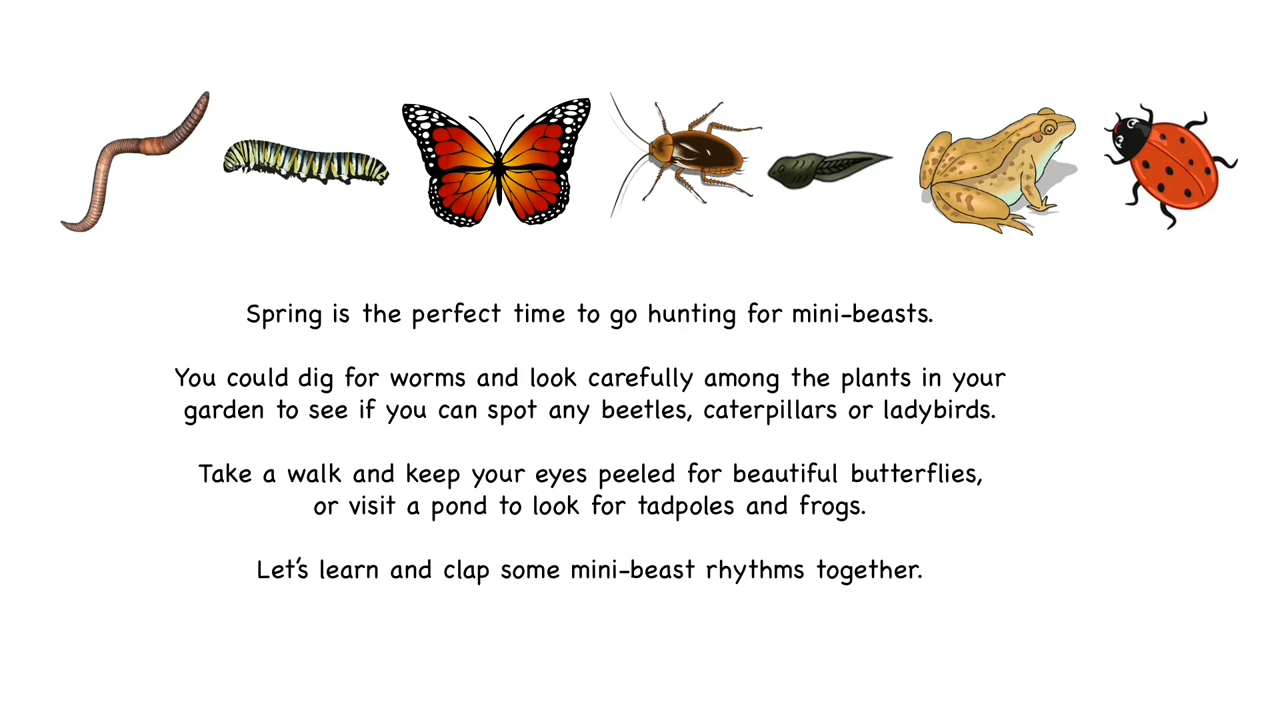 Spring is the perfect time to go hunting for mini-beasts.
You could dig for worms and look carefully among the plants in your
garden to see if you can spot any beetles, caterpillars or ladybirds.
Take a walk and keep your eyes peeled for beautiful butterflies,
or visit a pond to look for tadpoles and frogs.
Let's learn and clap some mini-beast rhythms together.